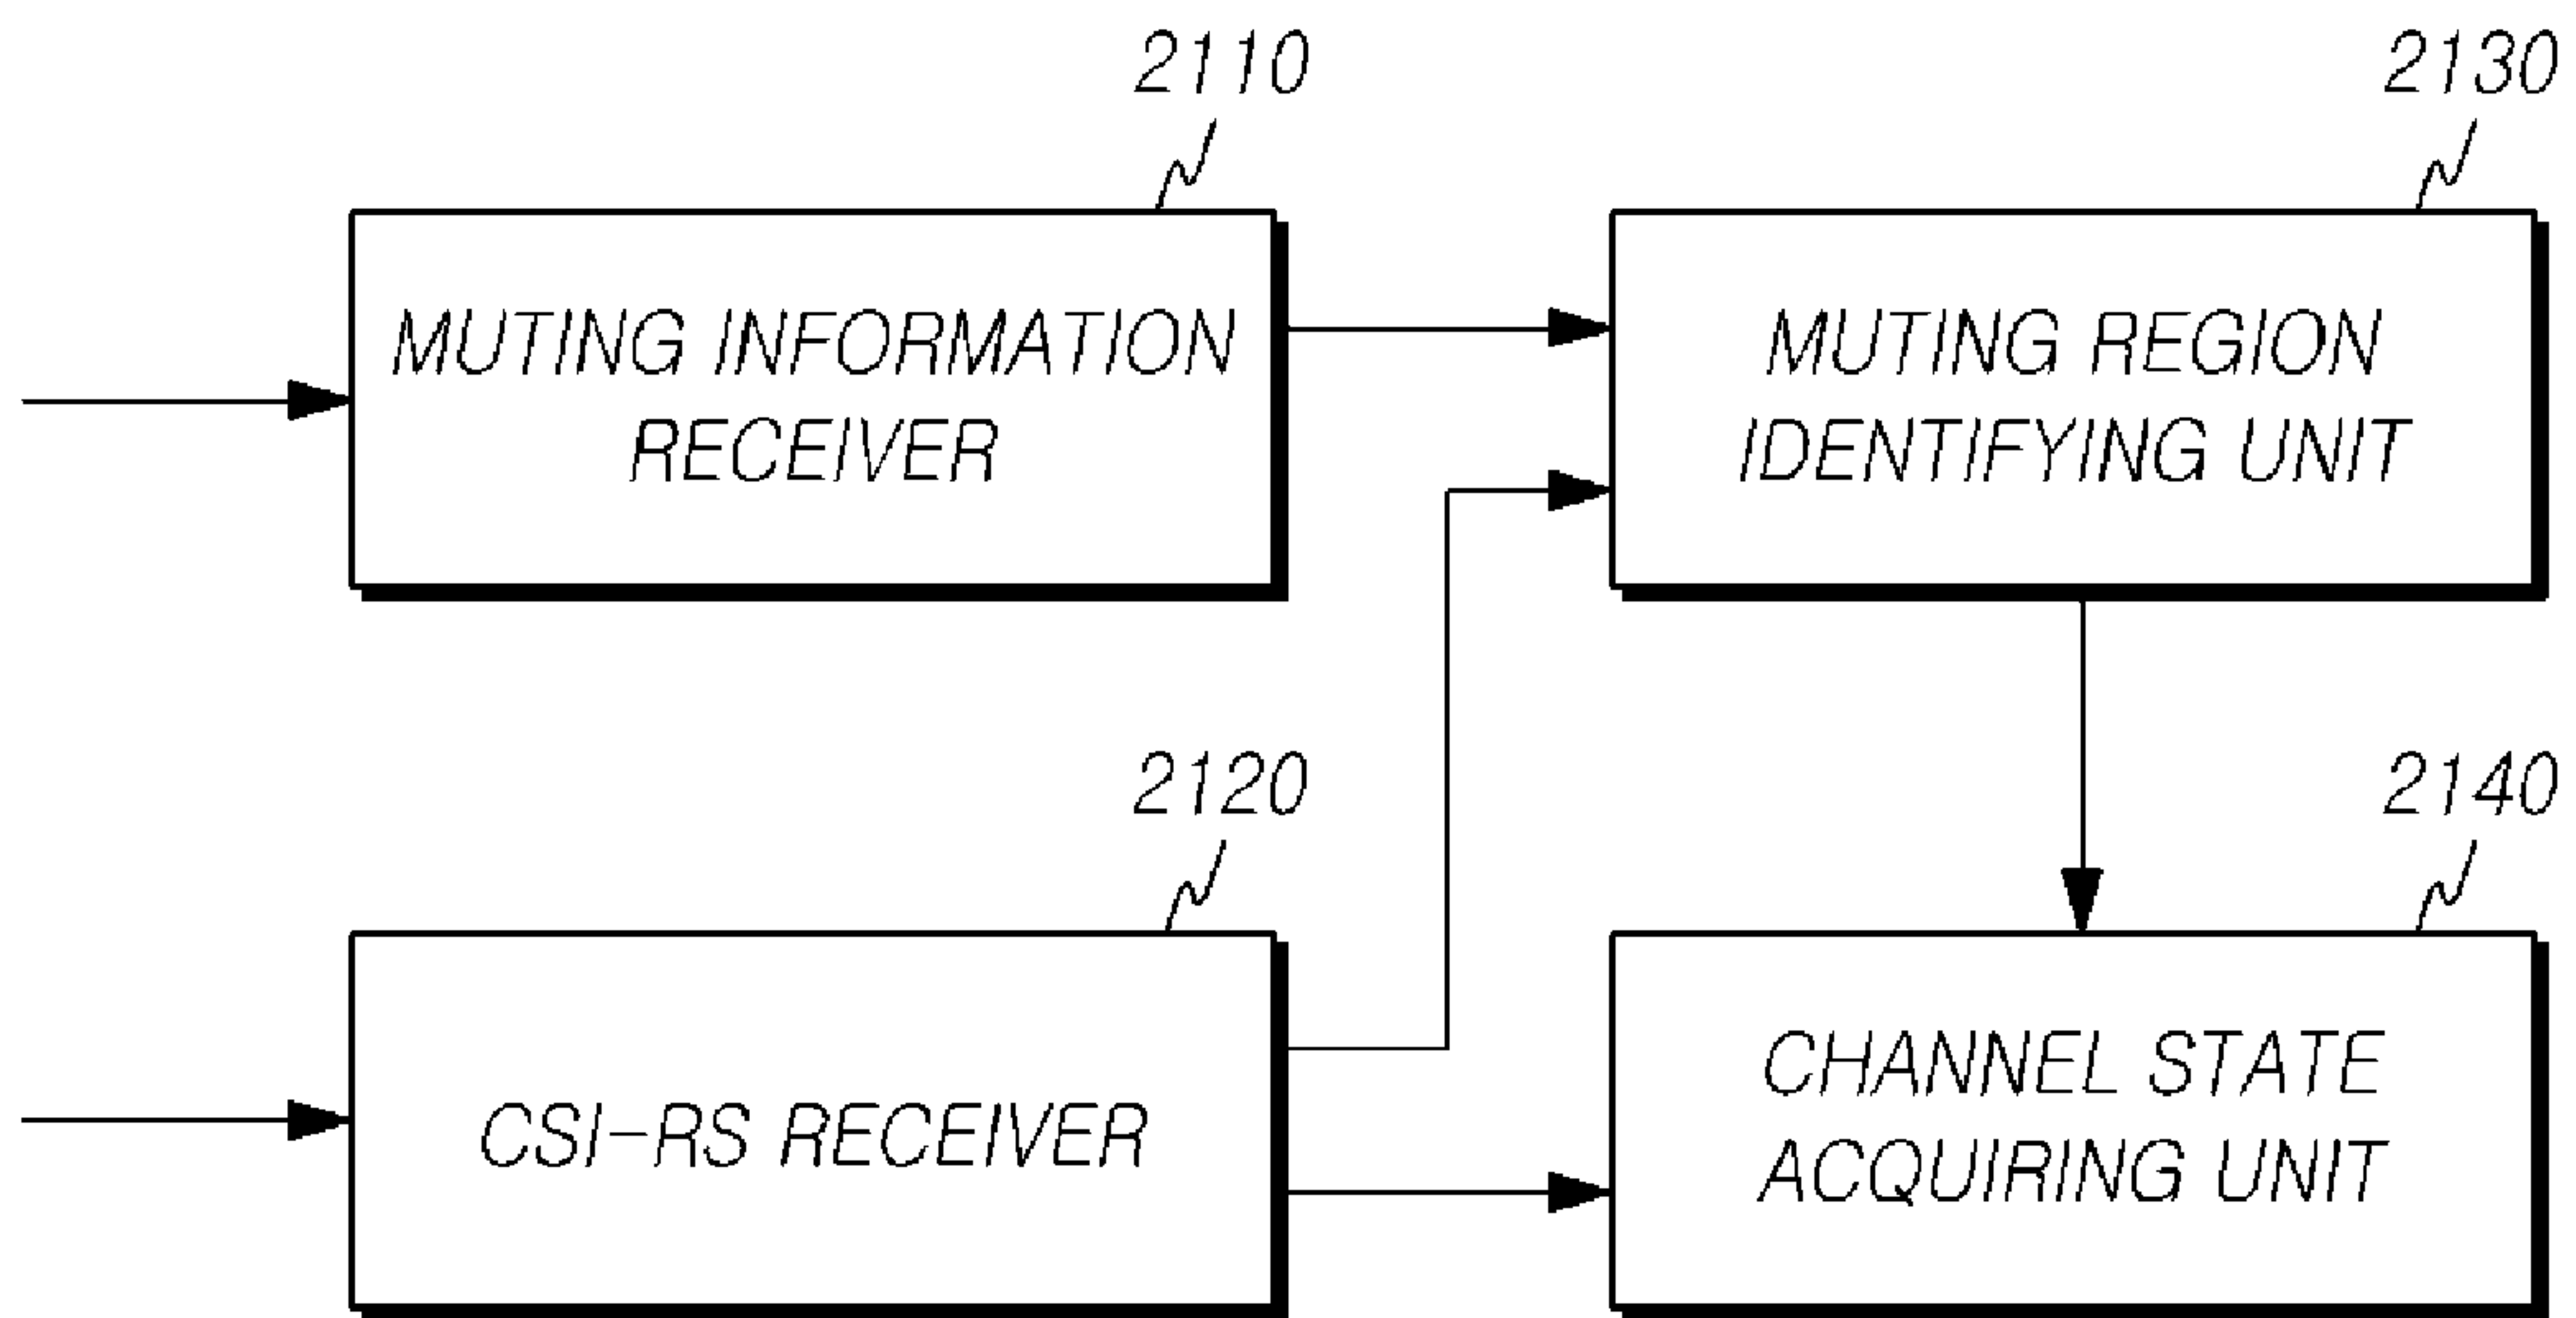 2110
MUTING INFORMATION
RECEIVER
2130
MUTING REGION
IDENTIFYING UNIT
2120
CSI-RS RECEIVER
2140
CHANNEL STATE
ACQUIRING UNIT